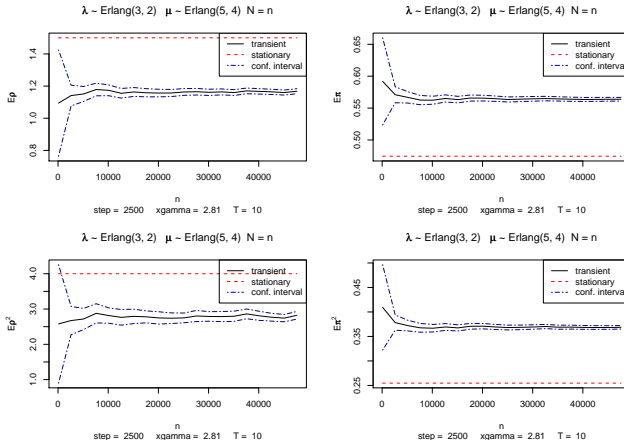 λ ~ Erlang(3, 2)   μ ~ Erlang(5, 4)  N = n
Eρ
0.8 1.0 1.2 1.4
transient
stationary
conf. interval
0 10000 20000 30000 40000
n
step = 2500 xgamma = 2.81 T = 10
λ ~ Erlang(3, 2)   μ ~ Erlang(5, 4)  N = n
Eπ
0.50 0.55 0.60 0.65
transient
stationary
conf. interval
0 10000 20000 30000 40000
n
step = 2500 xgamma = 2.81 T = 10
λ ~ Erlang(3, 2)   μ ~ Erlang(5, 4)  N = n
Eρ²
1.0 2.0 3.0 4.0
transient
stationary
conf. interval
0 10000 20000 30000 40000
n
step = 2500 xgamma = 2.81 T = 10
λ ~ Erlang(3, 2)   μ ~ Erlang(5, 4)  N = n
Eπ²
0.25 0.35 0.45
transient
stationary
conf. interval
0 10000 20000 30000 40000
n
step = 2500 xgamma = 2.81 T = 10